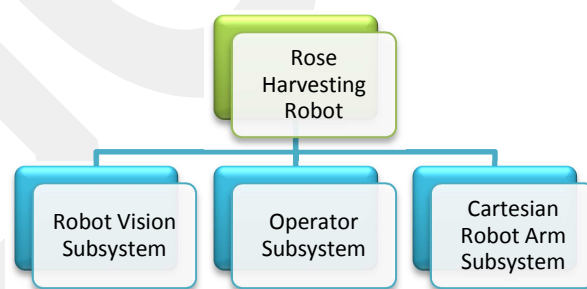 Rose
Harvesting
Robot
Robot Vision
Subsystem
Operator
Subsystem
Cartesian
Robot Arm
Subsystem